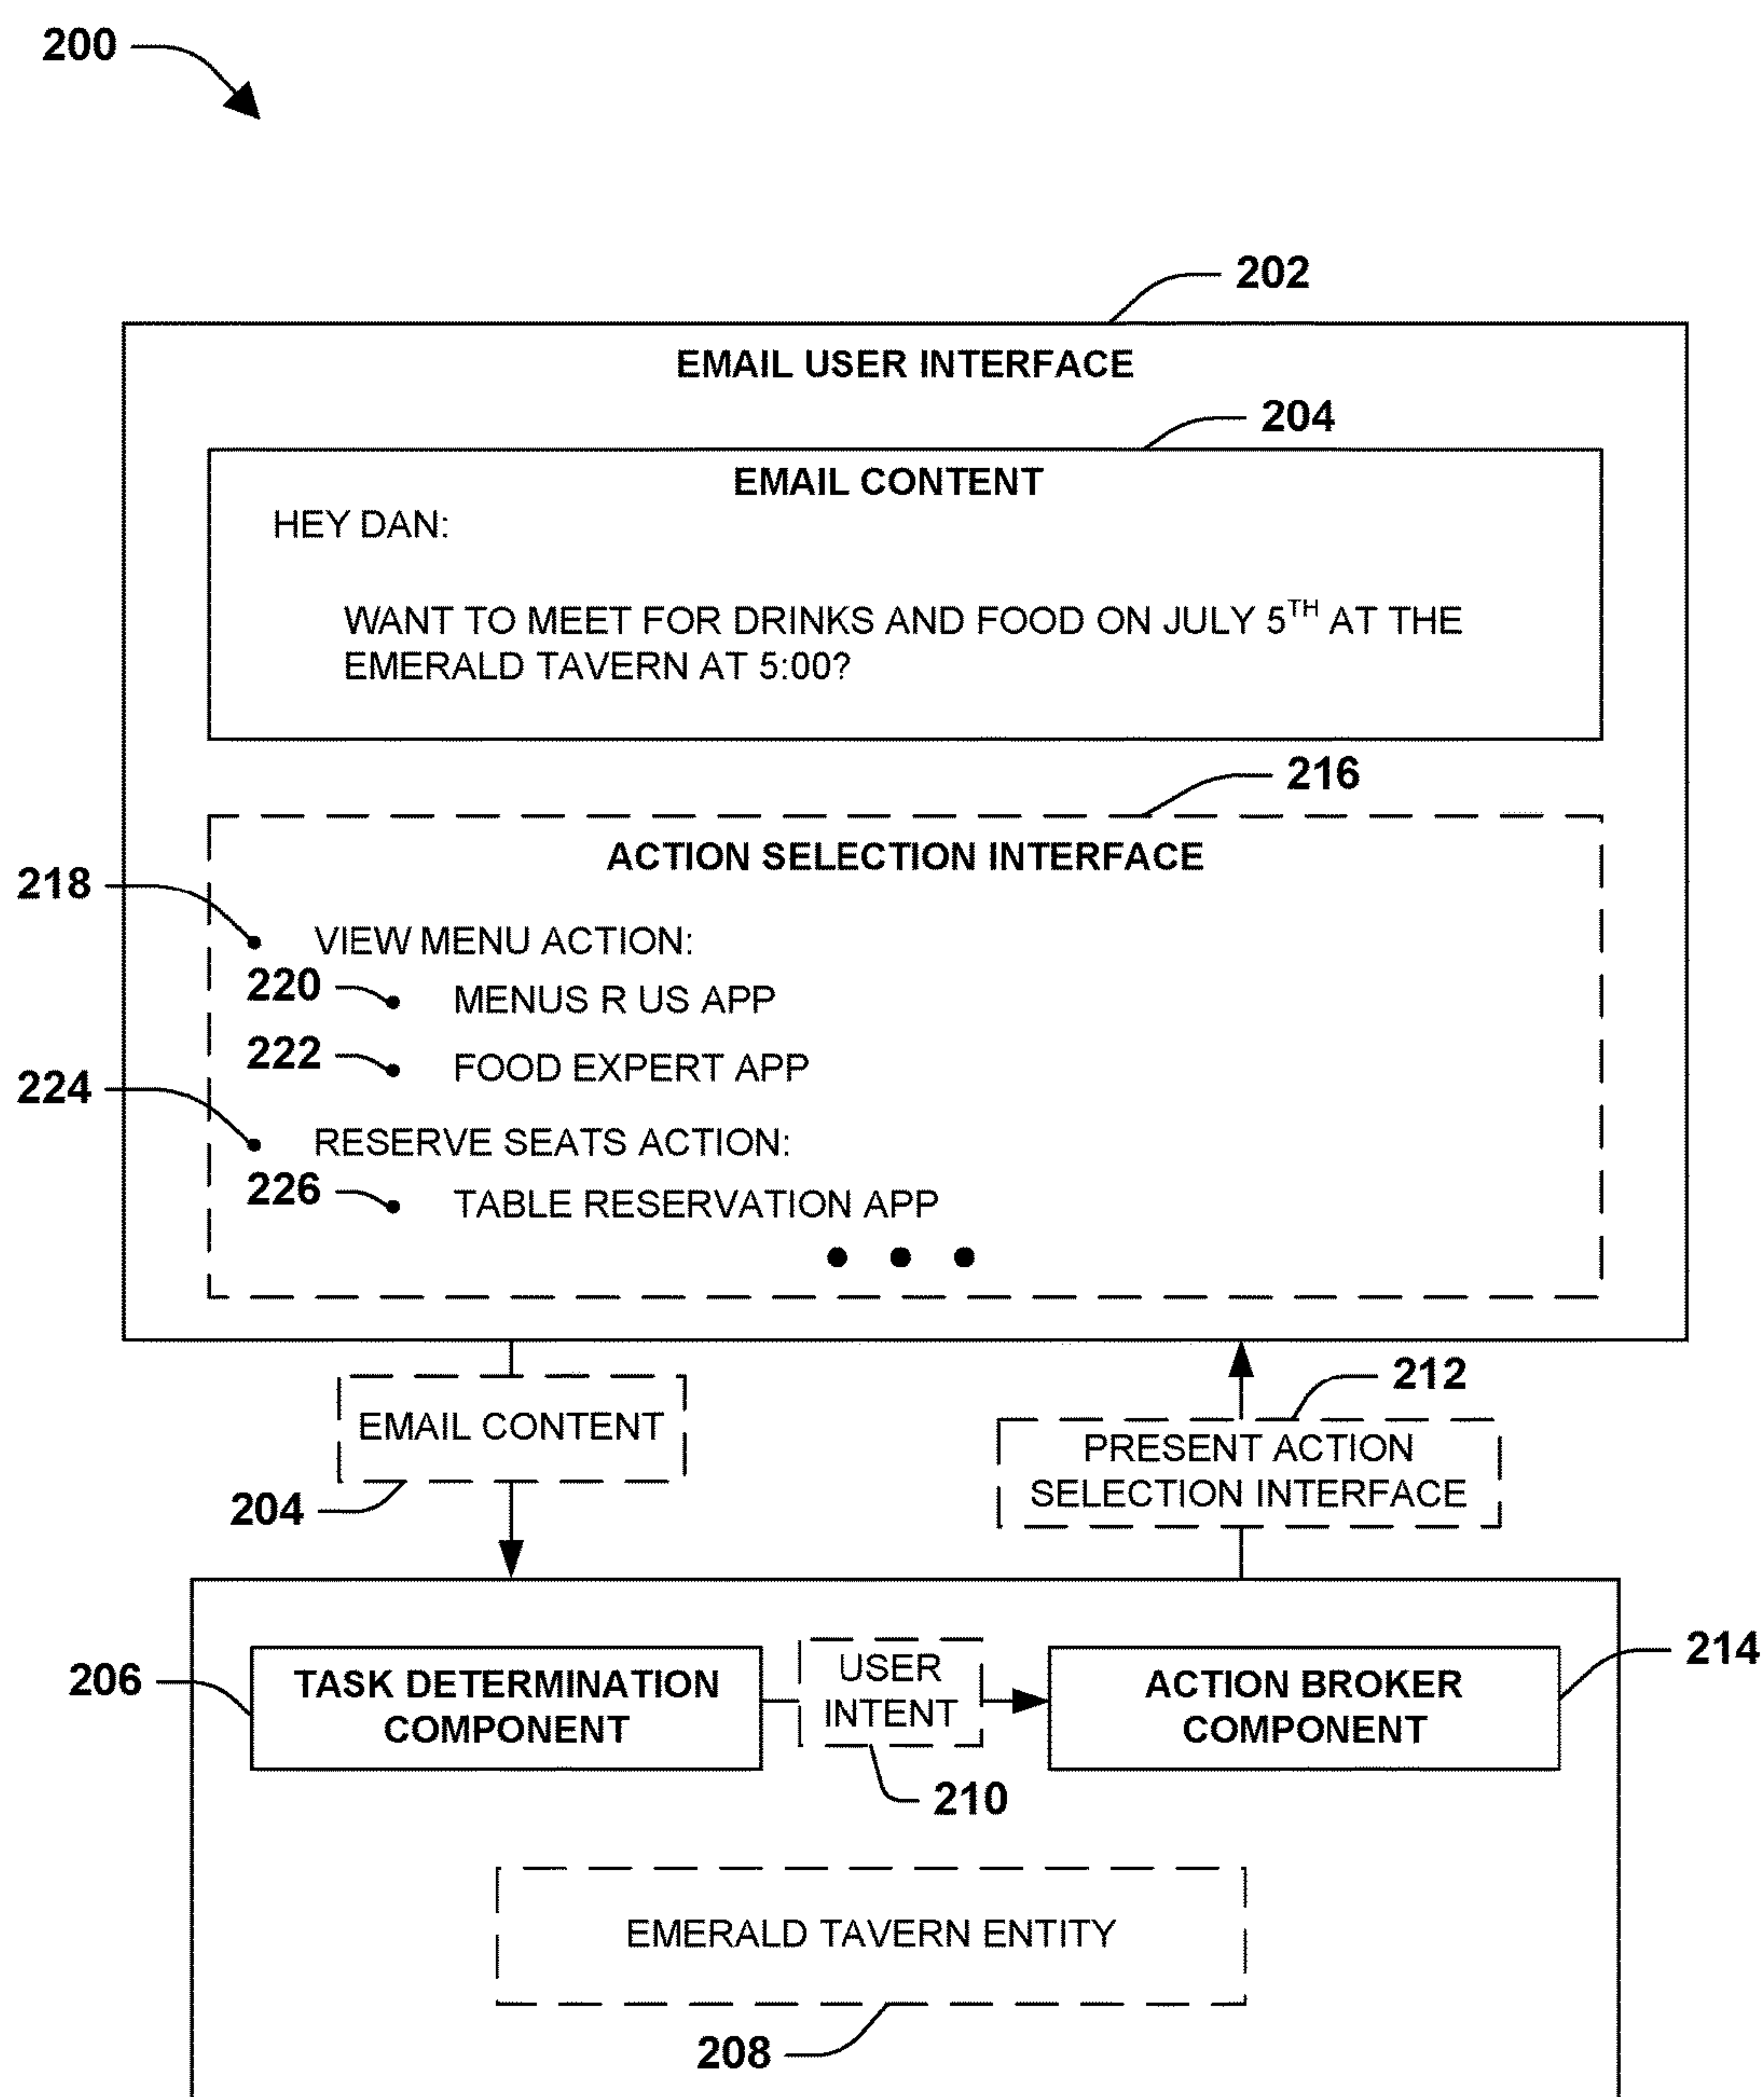 200
202
EMAIL USER INTERFACE
204
EMAIL CONTENT
HEY DAN:
WANT TO MEET FOR DRINKS AND FOOD ON JULY 5TH AT THE
EMERALD TAVERN AT 5:00?
216
ACTION SELECTION INTERFACE
218
VIEW MENU ACTION:
220
MENUS R US APP
222
FOOD EXPERT APP
224
RESERVE SEATS ACTION:
226
TABLE RESERVATION APP
EMAIL CONTENT
204
212
PRESENT ACTION
SELECTION INTERFACE
206
TASK DETERMINATION
COMPONENT
USER
INTENT
210
ACTION BROKER
COMPONENT
214
EMERALD TAVERN ENTITY
208